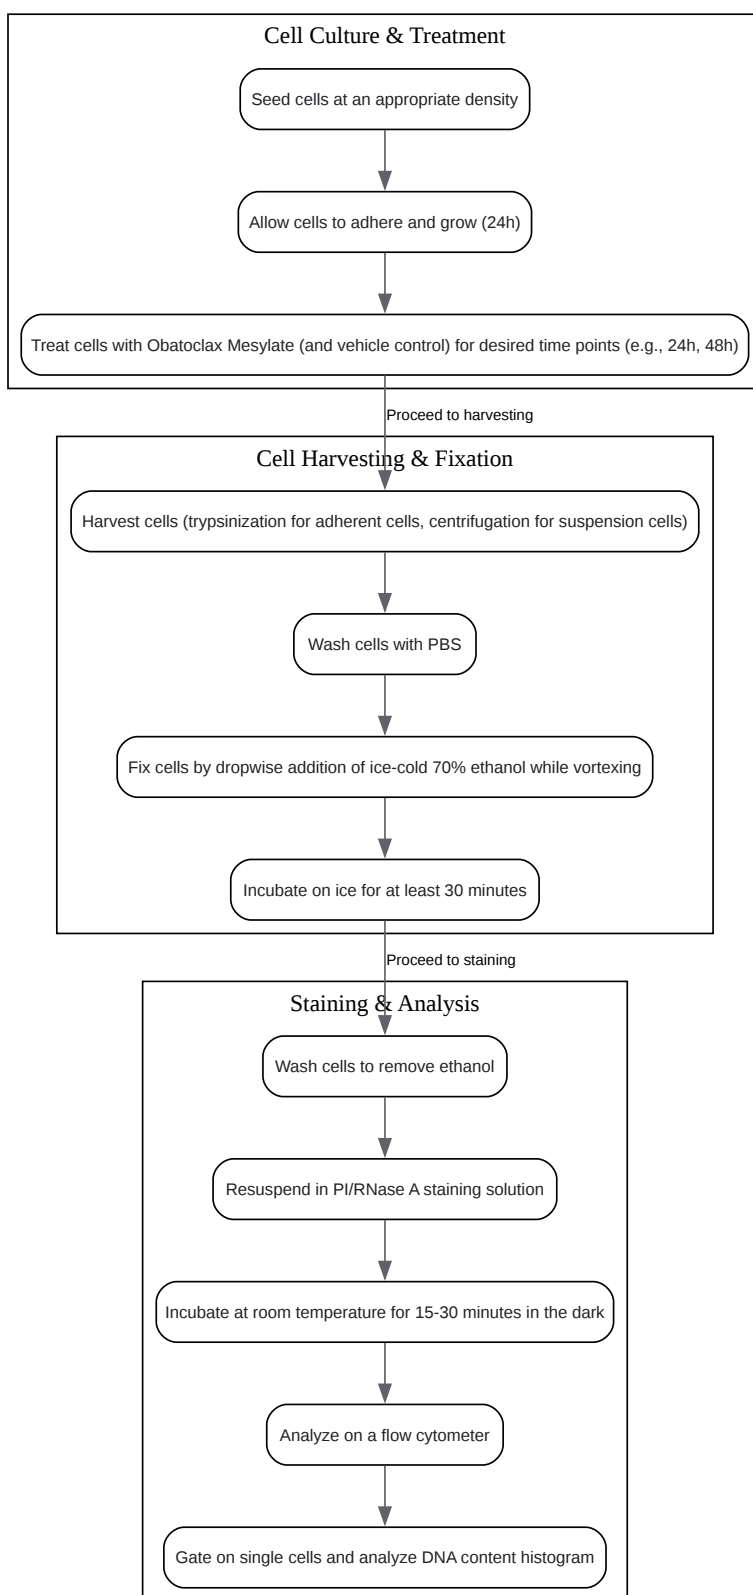 Cell Culture & Treatment
Seed cells at an appropriate density
Allow cells to adhere and grow (24h)
Treat cells with Obatoclax Mesylate (and vehicle control) for desired time points (e.g., 24h, 48h)
Proceed to harvesting
Cell Harvesting & Fixation
Harvest cells (trypsinization for adherent cells, centrifugation for suspension cells)
Wash cells with PBS
Fix cells by dropwise addition of ice-cold 70% ethanol while vortexing
Incubate on ice for at least 30 minutes
Proceed to staining
Staining & Analysis
Wash cells to remove ethanol
Resuspend in PI/RNase A staining solution
Incubate at room temperature for 15-30 minutes in the dark
Analyze on a flow cytometer
Gate on single cells and analyze DNA content histogram